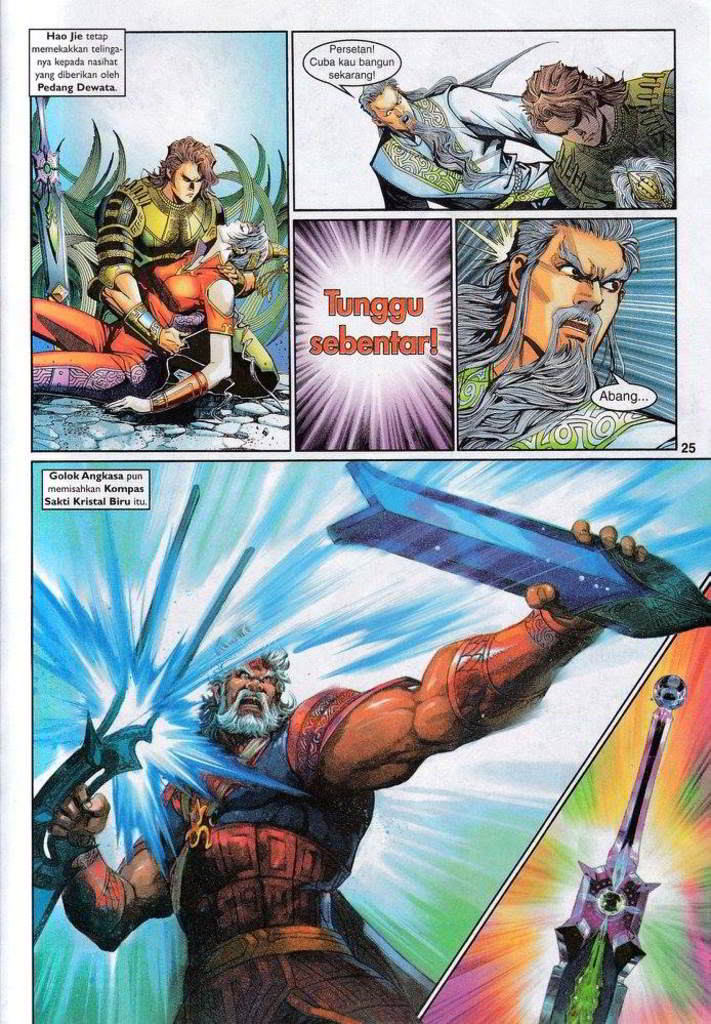 Hao Jie tetap
memekakkan telinga-
nya kepada nasihat
yang diberikan oleh
Pedang Dewata.
Persetan!
Cuba kau bangun
sekarang!
Tunggu
sebentar!
Abang...
25
Golok Angkasa pun
memisahkan Kompas
Sakti Kristal Biru itu.